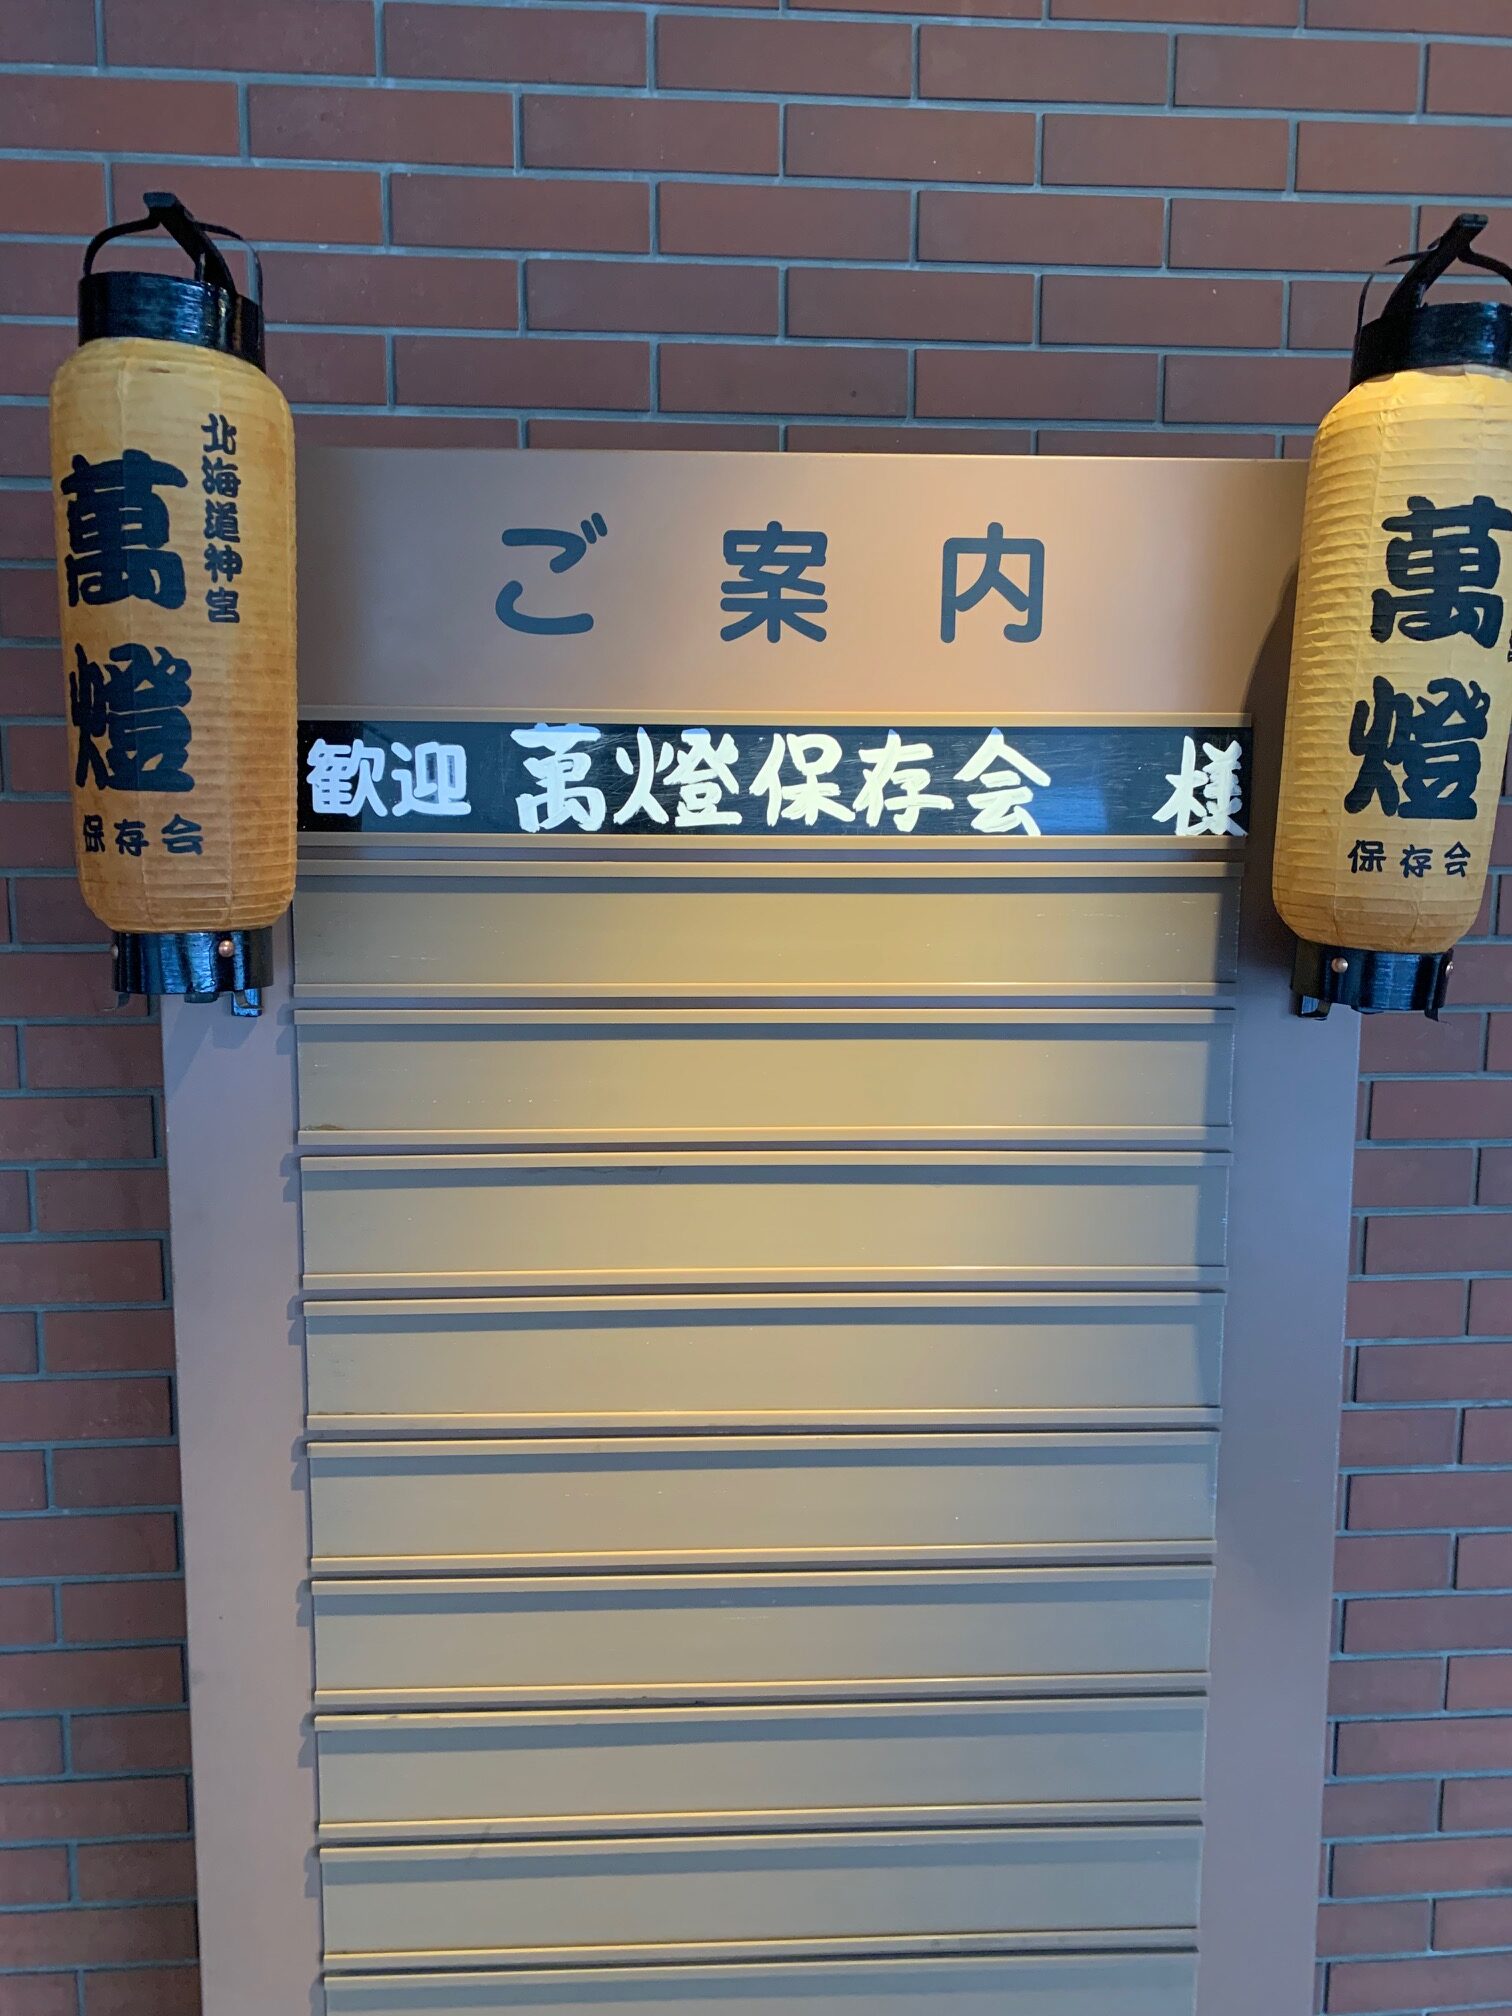 北海道神宮
萬燈
保存会
ご案内
歓迎 萬燈保存会 様
萬燈
保存会